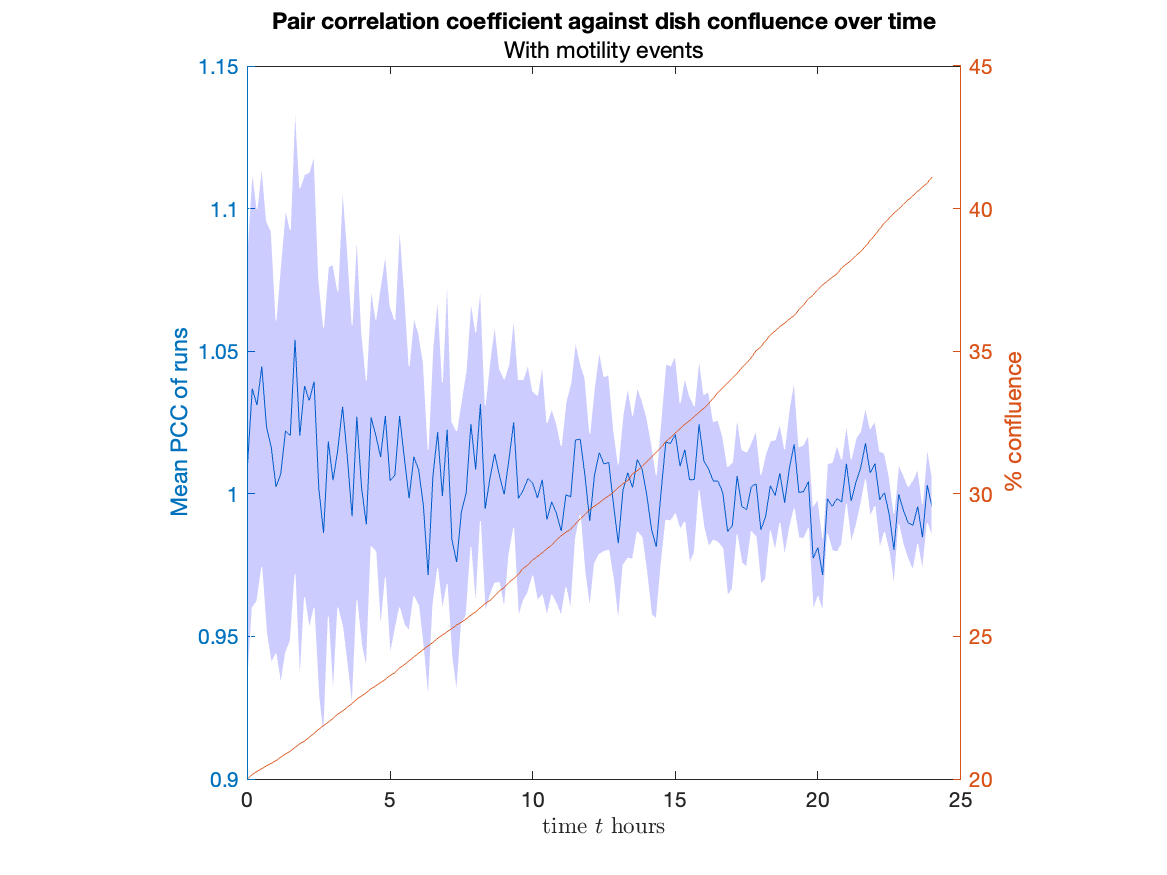 Pair correlation coefficient against dish confluence over time
With motility events
1.15
1.1
1.05
1
0.95
0.9
Mean PCC of runs
45
40
35
30
25
20
% confluence
0 5 10 15 20 25
time t hours